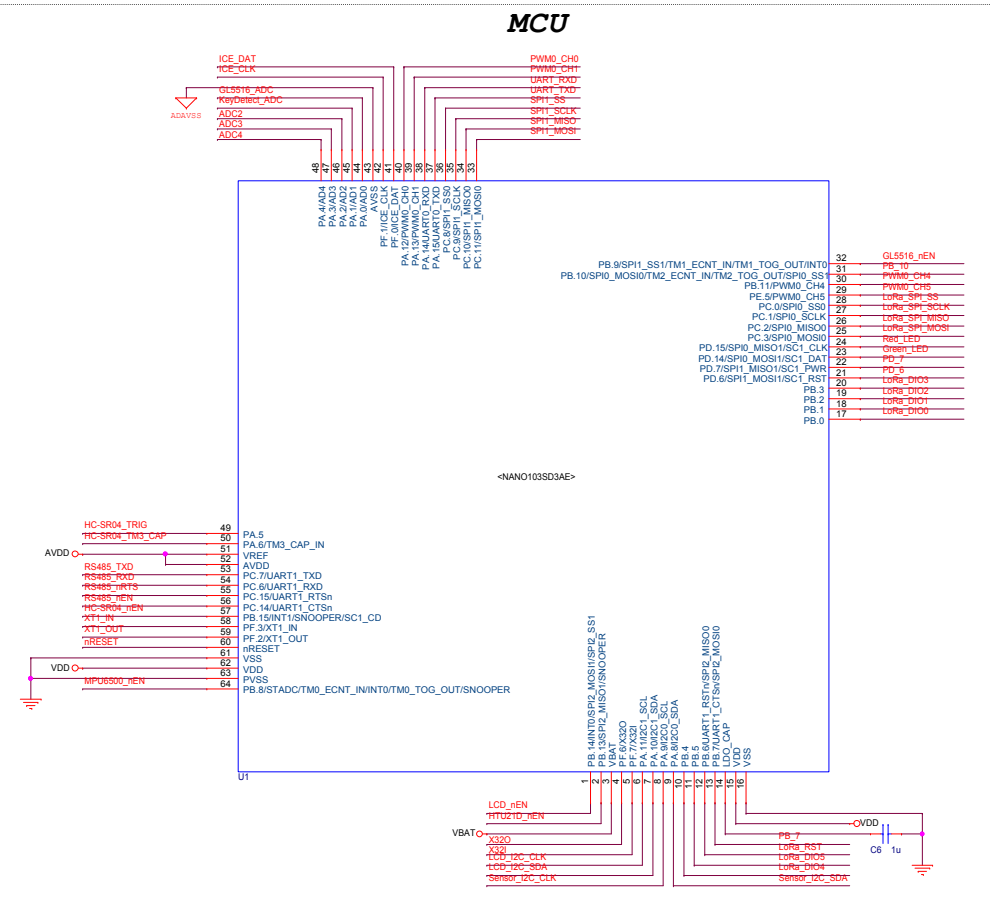 MCU
ICE_DAT
ICE_CLK
GL5516_ADC
KeyDetect_ADC
ADC2
ADC3
ADC4
ADAVSS
PWM0_CH0
PWM0_CH1
UART_RXD
UART_TXD
SPI1_SS
SPI1_SCLK
SPI1_MISO
SPI1_MOSI
48 PA.4/AD4
47 PA.3/AD3
46 PA.2/AD2
45 PA.1/AD1
44 PA.0/AD0
43 AVSS
42 PF.1/ICE_CLK
41 PF.0/ICE_DAT
40 PA.12/PWM0_CH0
39 PA.13/PWM0_CH1
38 PA.14/UART0_RXD
37 PA.15/UART0_TXD
36 PC.8/SPI1_SS0
35 PC.9/SPI1_SCLK
34 PC.10/SPI1_MISO0
33 PC.11/SPI1_MOSI0
PB.9/SPI1_SS1/TM1_ECNT_IN/TM1_TOG_OUT/INT0 32 GL5516_nEN
PB.10/SPI0_MOSI0/TM2_ECNT_IN/TM2_TOG_OUT/SPI0_SS1 31 PB_10
PB.11/PWM0_CH4 30 PWM0_CH4
PE.5/PWM0_CH5 29 PWM0_CH5
PC.0/SPI0_SS0 28 LoRa_SPI_SS
PC.1/SPI0_SCLK 27 LoRa_SPI_SCLK
PC.2/SPI0_MISO0 26 LoRa_SPI_MISO
PC.3/SPI0_MOSI0 25 LoRa_SPI_MOSI
PD.15/SPI0_MISO1/SC1_CLK 24 Red_LED
PD.14/SPI0_MOSI1/SC1_DAT 23 Green_LED
PD.7/SPI1_MISO1/SC1_PWR 22 PD_7
PD.6/SPI1_MOSI1/SC1_RST 21 PD_6
PB.3 20 LoRa_DIO3
PB.2 19 LoRa_DIO2
PB.1 18 LoRa_DIO1
PB.0 17 LoRa_DIO0
<NANO103SD3AE>
HC-SR04_TRIG 49 PA.5
HC-SR04_TM3_CAP 50 PA.6/TM3_CAP_IN
AVDD 51 VREF
52 AVDD
RS485_TXD 53 PC.7/UART1_TXD
RS485_RXD 54 PC.6/UART1_RXD
RS485_nRTS 55 PC.15/UART1_RTSn
RS485_nEN 56 PC.14/UART1_CTSn
HC-SR04_nEN 57 PB.15/INT1/SNOOPER/SC1_CD
XT1_IN 58 PF.3/XT1_IN
XT1_OUT 59 PF.2/XT1_OUT
nRESET 60 nRESET
61 VSS
VDD 62 VDD
63 PVSS
MPU6500_nEN 64 PB.8/STADC/TM0_ECNT_IN/INT0/TM0_TOG_OUT/SNOOPER
U1
1 PB.14/INT0/SPI2_MOSI1/SPI2_SS1
2 PB.13/SPI2_MISO1/SNOOPER
3 VBAT
4 PF.6/X32O
5 PF.7/X32I
6 PA.11/I2C1_SCL
7 PA.10/I2C1_SDA
8 PA.9/I2C0_SCL
9 PA.8/I2C0_SDA
10 PB.4
11 PB.5
12 PB.6/UART1_RSTn/SPI2_MISO0
13 PB.7/UART1_CTSn/SPI2_MOSI0
14 LDO_CAP
15 VDD
16 VSS
LCD_nEN
HTU21D_nEN
VBAT
X32O
X32I
LCD_I2C_CLK
LCD_I2C_SDA
Sensor_I2C_CLK
VDD
C6 1u
PB_7
LoRa_RST
LoRa_DIO5
LoRa_DIO4
Sensor_I2C_SDA